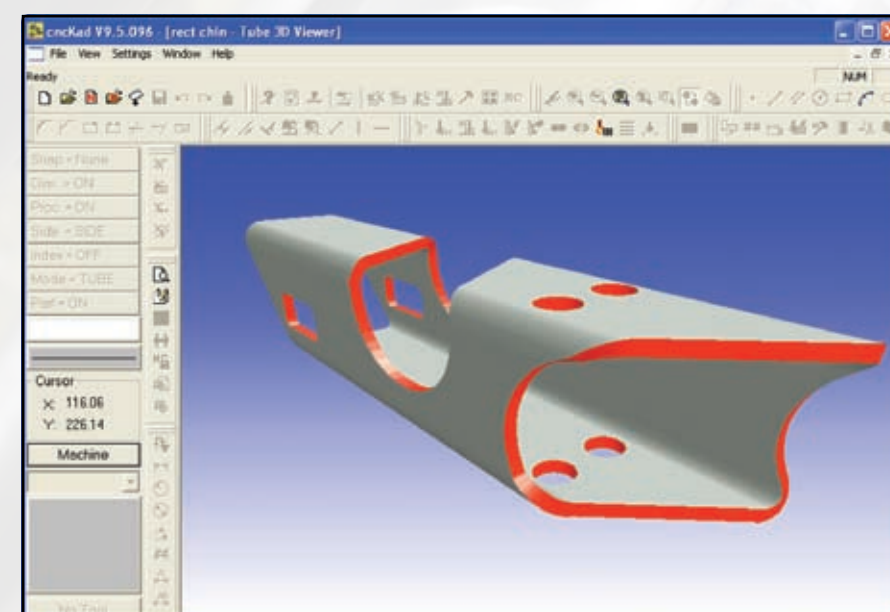 cncKad V9.5.096 - [rect chin - Tube 3D Viewer]
File View Settings Window Help
Ready
NUM
Snap = None
Dim. = ON
Proc. = ON
Side = SIDE
Index = OFF
Mode = TUBE
Part = ON
Cursor
X: 116.06
Y: 226.14
Machine
No Tool